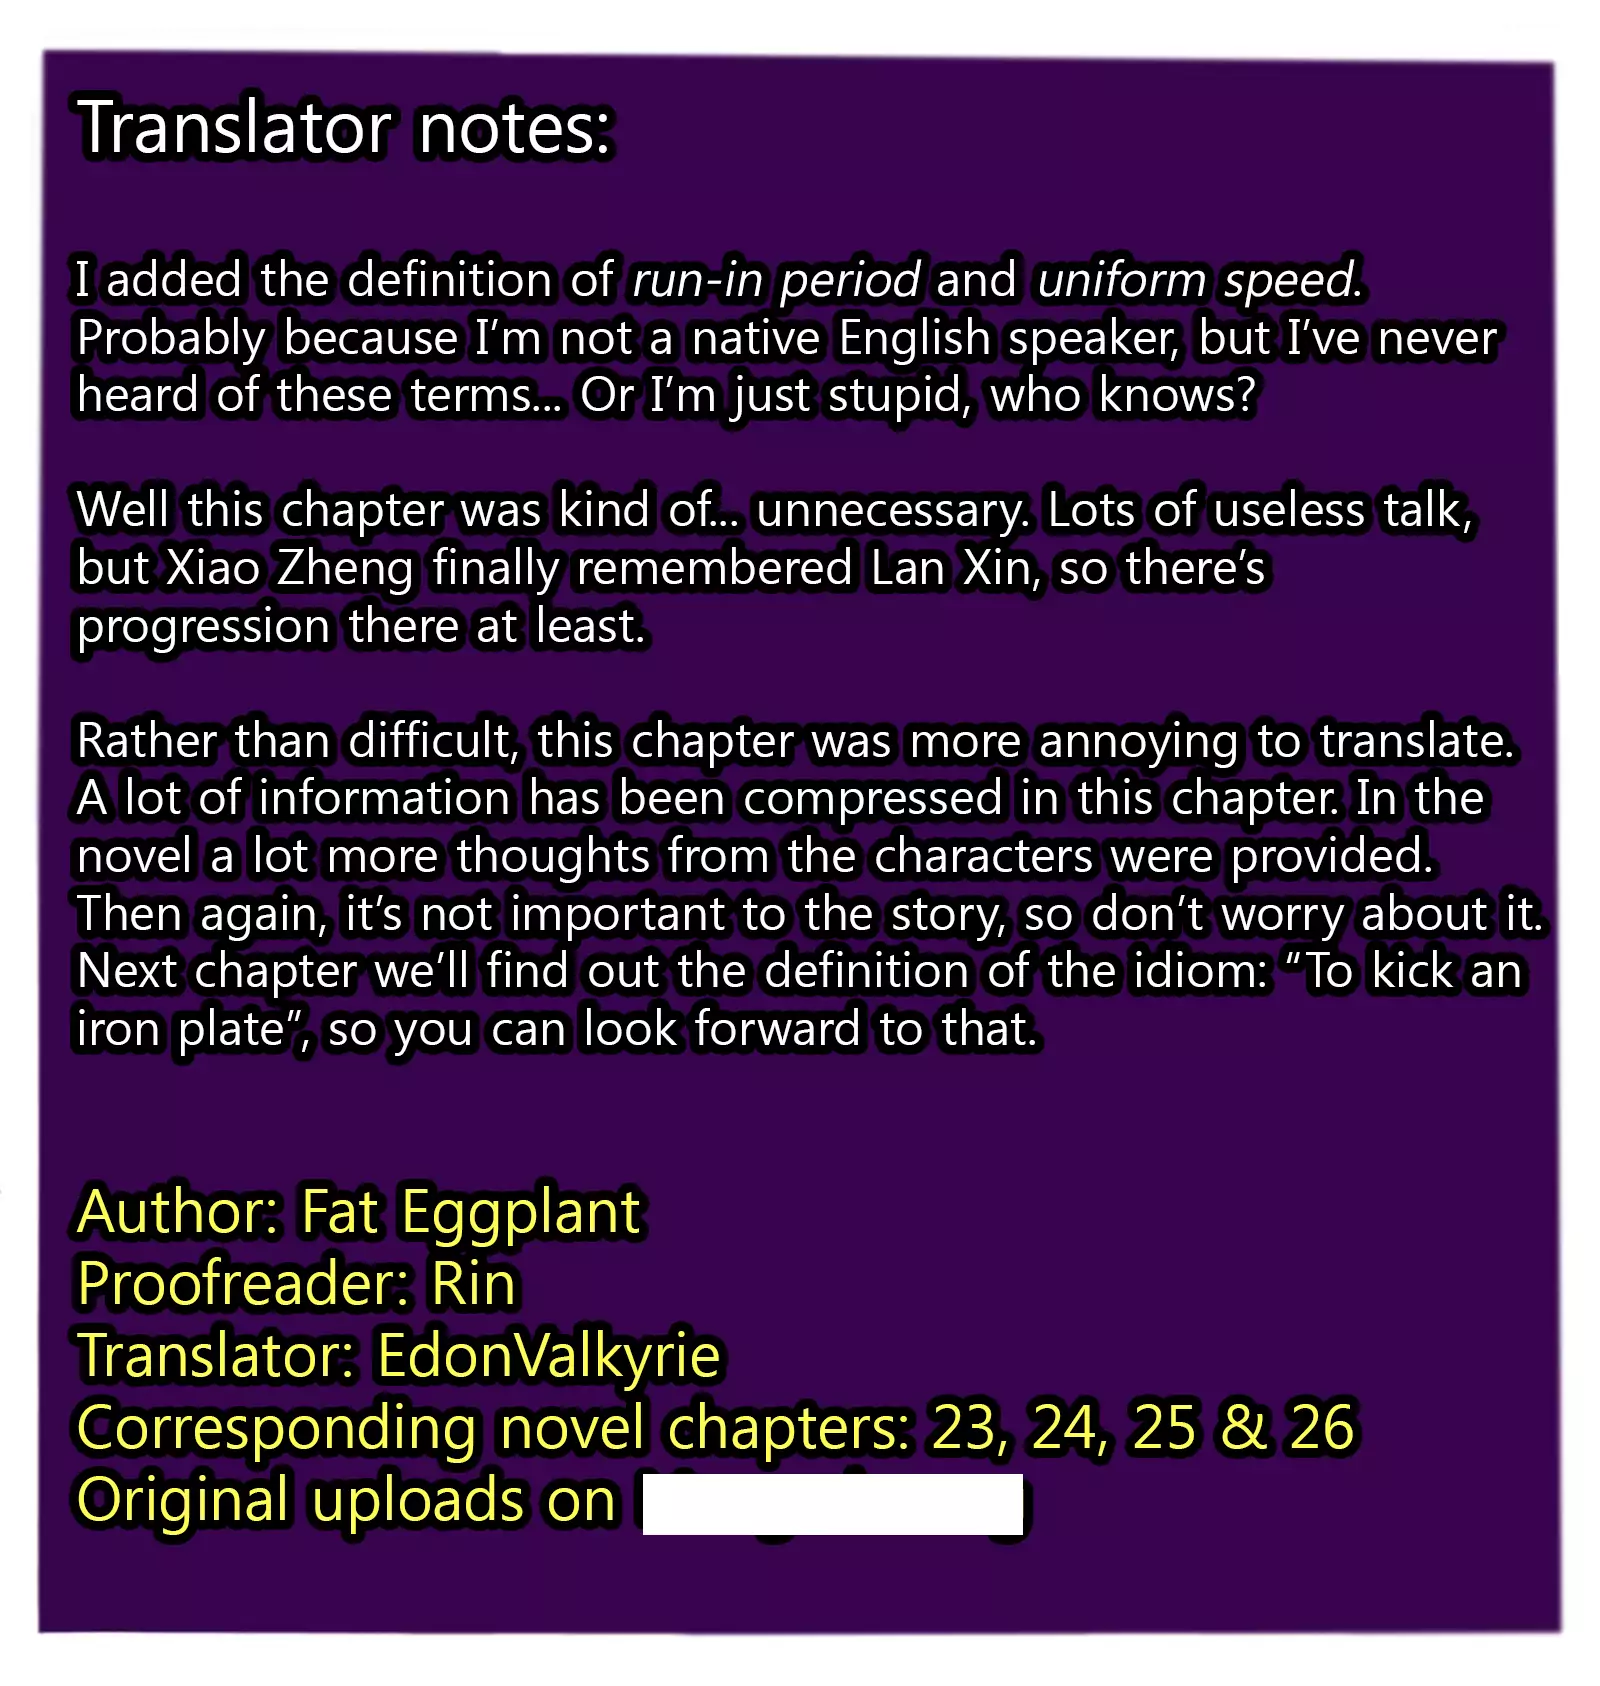 Translator notes:
I added the definition of run-in period and uniform speed.
Probably because I’m not a native English speaker, but I’ve never
heard of these terms... Or I’m just stupid, who knows?
Well this chapter was kind of... unnecessary. Lots of useless talk,
but Xiao Zheng finally remembered Lan Xin, so there’s
progression there at least.
Rather than difficult, this chapter was more annoying to translate.
A lot of information has been compressed in this chapter. In the
novel a lot more thoughts from the characters were provided.
Then again, it’s not important to the story, so don’t worry about it.
Next chapter we’ll find out the definition of the idiom: “To kick an
iron plate”, so you can look forward to that.
Author: Fat Eggplant
Proofreader: Rin
Translator: EdonValkyrie
Corresponding novel chapters: 23, 24, 25 & 26
Original uploads on